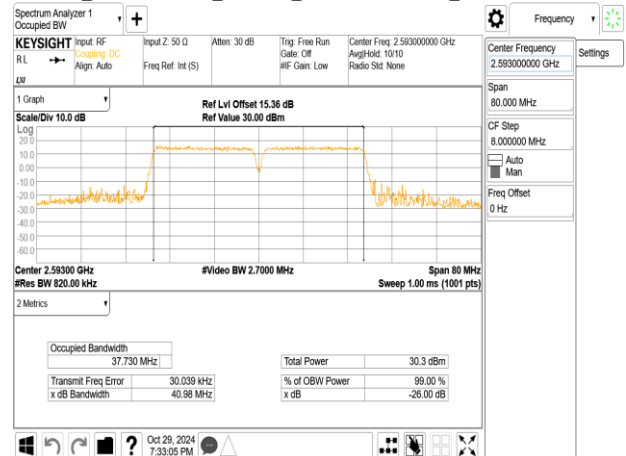 Spectrum Analyzer 1
Occupied BW
+
Frequency
KEYSIGHT
Input: RF
Input Z: 50 Ω
Atten: 30 dB
Trig: Free Run
Center Freq: 2.593000000 GHz
R L
Coupling: DC
Gate: Off
Avg|Hold: 10/10
Align: Auto
Freq Ref: Int (S)
#IF Gain: Low
Radio Std: None
Center Frequency
2.593000000 GHz
Settings
Span
80.000 MHz
CF Step
8.000000 MHz
Auto
Man
Freq Offset
0 Hz
1 Graph
Ref Lvl Offset 15.36 dB
Scale/Div 10.0 dB
Ref Value 30.00 dBm
Log
20.0
10.0
0.00
-10.0
-20.0
-30.0
-40.0
-50.0
-60.0
Center 2.59300 GHz
#Video BW 2.7000 MHz
Span 80 MHz
#Res BW 820.00 kHz
Sweep 1.00 ms (1001 pts)
2 Metrics
Occupied Bandwidth
37.730 MHz
Total Power 30.3 dBm
Transmit Freq Error 30.039 kHz
% of OBW Power 99.00 %
x dB Bandwidth 40.98 MHz
x dB -26.00 dB
?
Oct 29, 2024
7:33:05 PM